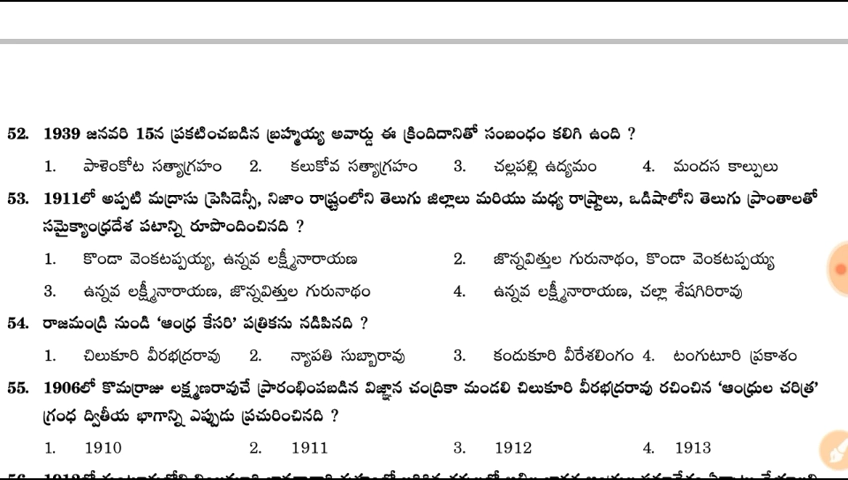 52. 1939 జనవరి 15న ప్రకటించబడిన బ్రహ్మయ్య అవార్డు ఈ క్రిందిదానితో సంబంధం కలిగి ఉంది ?
1. పాళెంకోట సత్యాగ్రహం 2. కలుకోవ సత్యాగ్రహం 3. చల్లపల్లి ఉద్యమం 4. మందస కాల్పులు
53. 1911లో అప్పటి మద్రాసు ప్రెసిడెన్సీ, నిజాం రాష్ట్రంలోని తెలుగు జిల్లాలు మరియు మధ్య రాష్ట్రాలు, ఒడిషాలోని తెలుగు ప్రాంతాలతో
సమైక్యాంధ్రదేశ పటాన్ని రూపొందించినది ?
1. కొండా వెంకటప్పయ్య, ఉన్నవ లక్ష్మీనారాయణ 2. జొన్నవిత్తుల గురునాథం, కొండా వెంకటప్పయ్య
3. ఉన్నవ లక్ష్మీనారాయణ, జొన్నవిత్తుల గురునాథం 4. ఉన్నవ లక్ష్మీనారాయణ, చల్లా శేషగిరిరావు
54. రాజమండ్రి నుండి ‘ఆంధ్ర కేసరి’ పత్రికను నడిపినది ?
1. చిలుకూరి వీరభద్రరావు 2. న్యాపతి సుబ్బారావు 3. కందుకూరి వీరేశలింగం 4. టంగుటూరి ప్రకాశం
55. 1906లో కొమర్రాజు లక్ష్మణరావుచే ప్రారంభింపబడిన విజ్ఞాన చంద్రికా మండలి చిలుకూరి వీరభద్రరావు రచించిన ‘ఆంధ్రుల చరిత్ర’
గ్రంధ ద్వితీయ భాగాన్ని ఎప్పుడు ప్రచురించినది ?
1. 1910 2. 1911 3. 1912 4. 1913